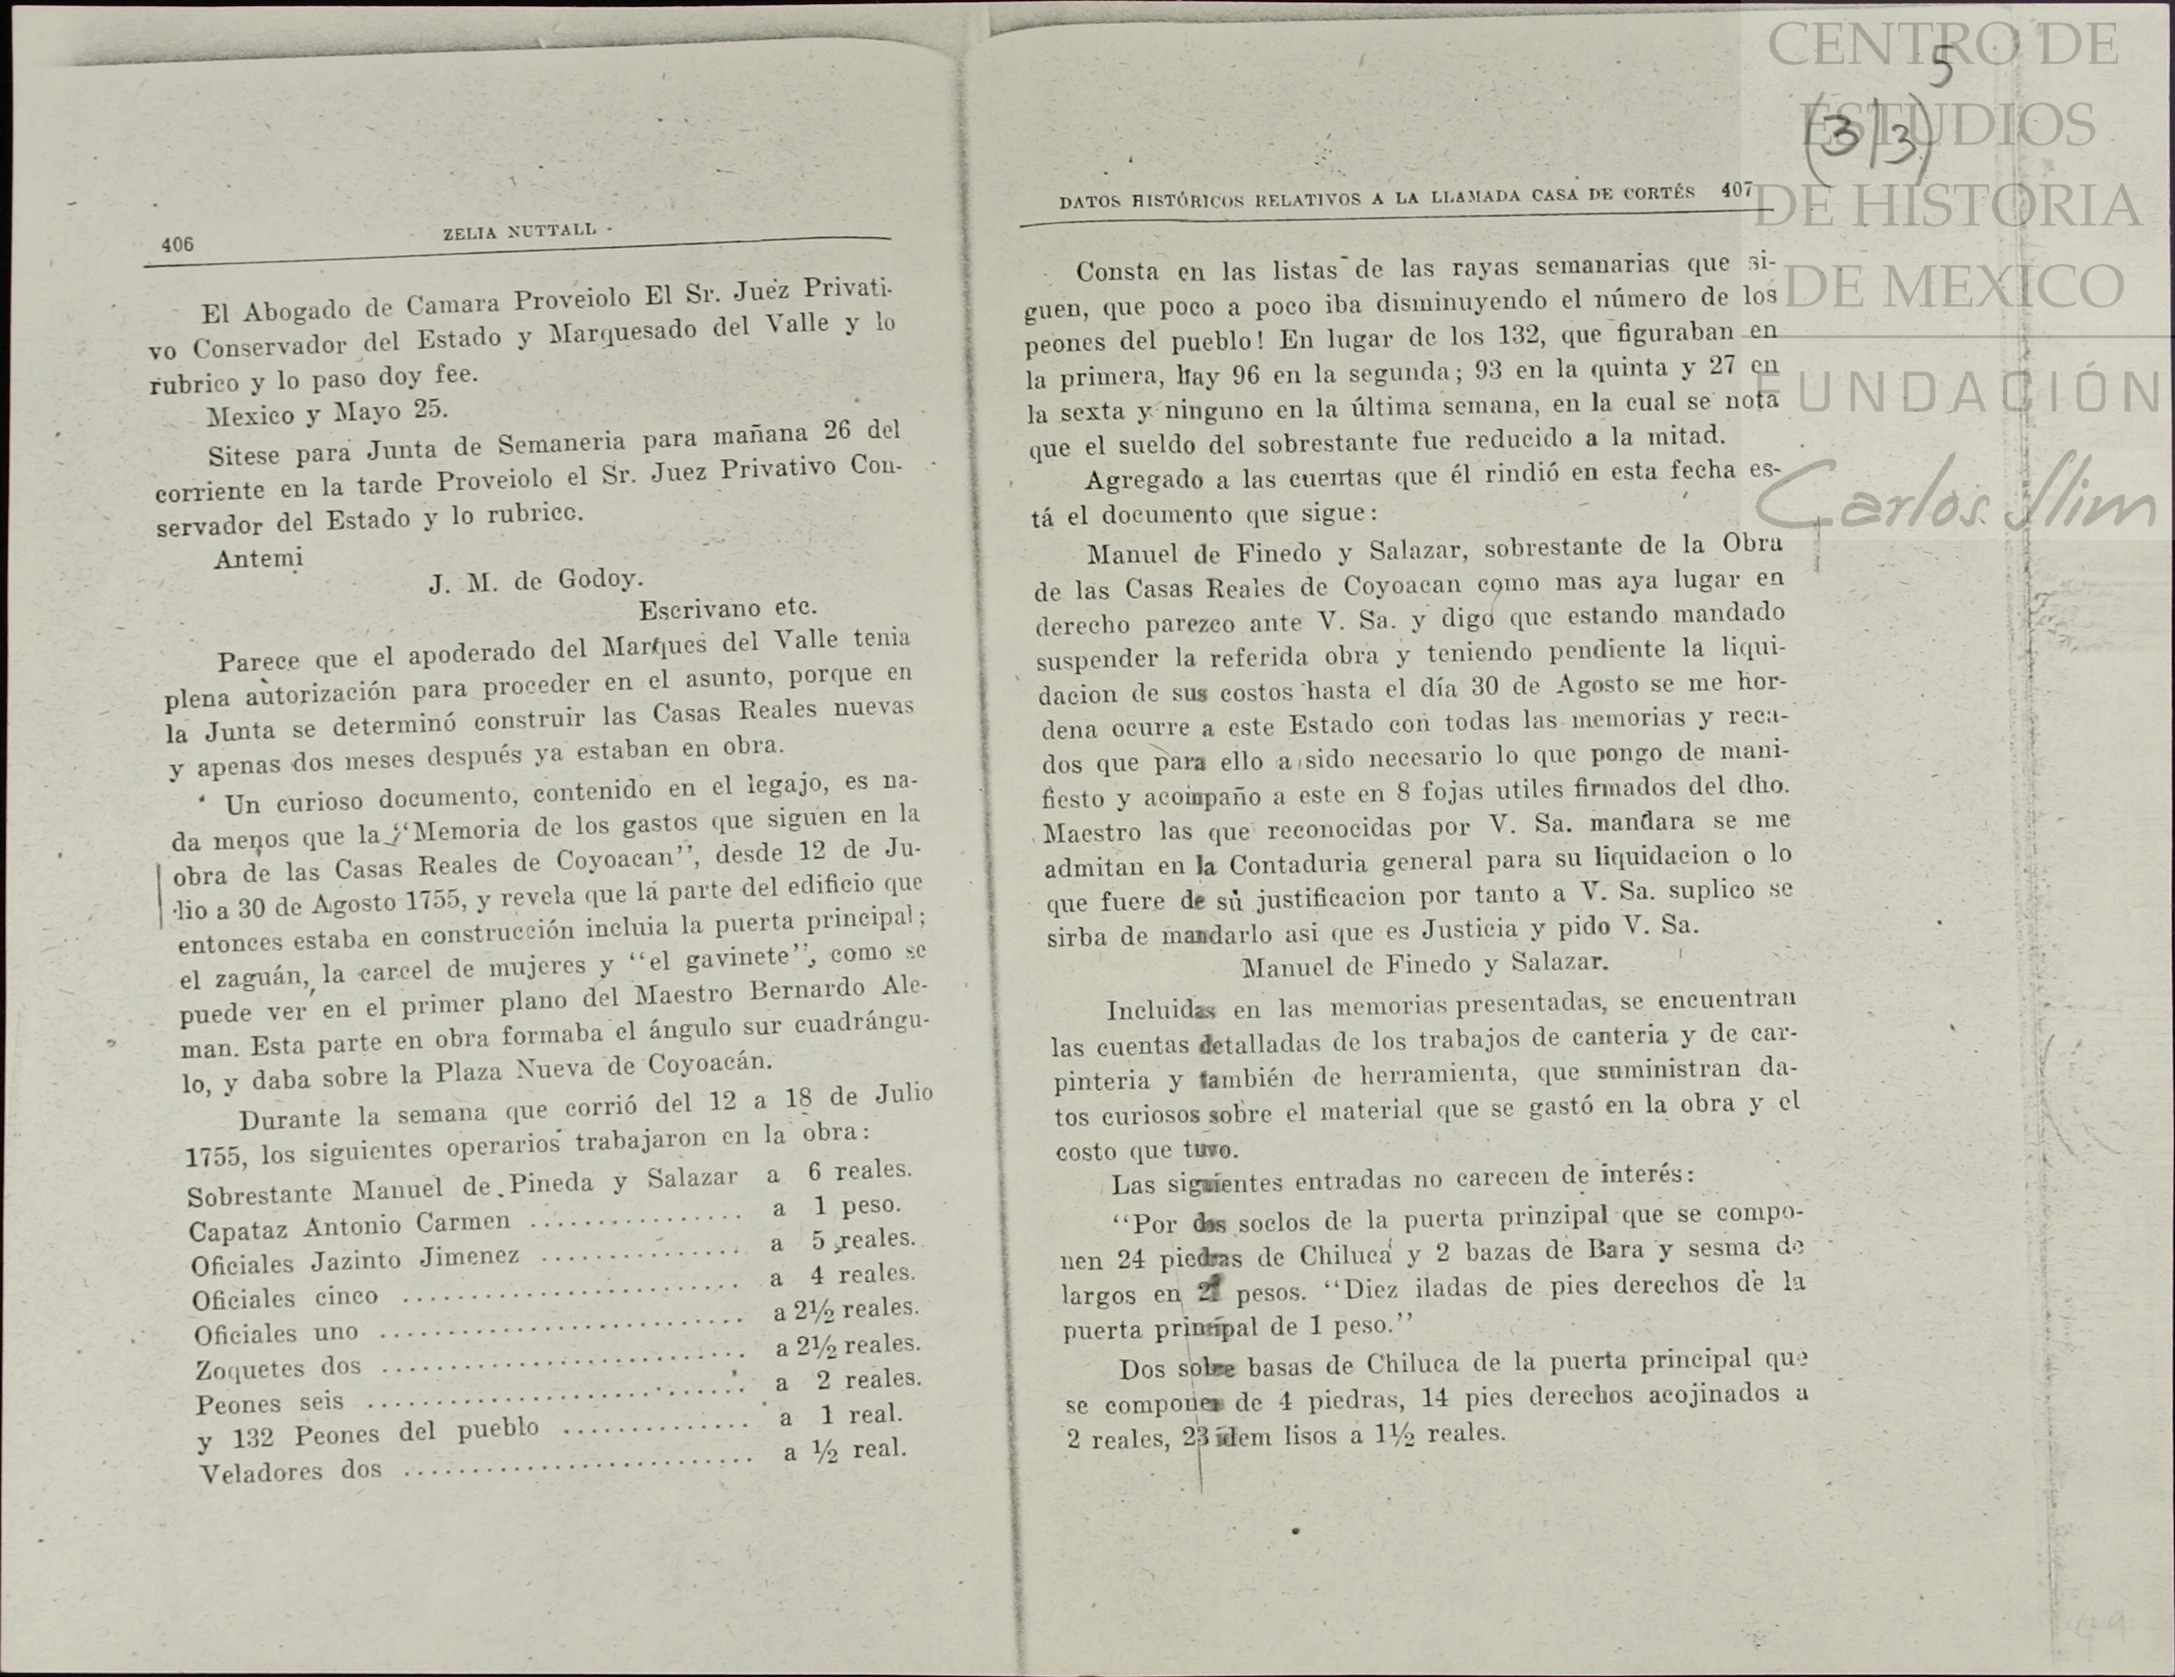 406
ZELIA NUTTALL
El Abogado de Camara Proveiolo El Sr. Juez Privati-
vo Conservador del Estado y Marquesado del Valle y lo
rubrico y lo paso doy fee.
Mexico y Mayo 25.
Sitese para Junta de Semaneria para mañana 26 del
corriente en la tarde Proveiolo el Sr. Juez Privativo Con-
servador del Estado y lo rubrico.
Antemi
J. M. de Godoy.
Escrivano etc.
Parece que el apoderado del Marques del Valle tenia
plena autorización para proceder en el asunto, porque en
la Junta se determinó construir las Casas Reales nuevas
y apenas dos meses después ya estaban en obra.
Un curioso documento, contenido en el legajo, es na-
da menos que la "Memoria de los gastos que siguen en la
obra de las Casas Reales de Coyoacan", desde 12 de Ju-
lio a 30 de Agosto 1755, y revela que la parte del edificio que
entonces estaba en construcción incluia la puerta principal;
el zaguán, la carcel de mujeres y "el gavinete", como se
puede ver en el primer plano del Maestro Bernardo Ale-
man. Esta parte en obra formaba el ángulo sur cuadrángu-
lo, y daba sobre la Plaza Nueva de Coyoacán.
Durante la semana que corrió del 12 a 18 de Julio
1755, los siguientes operarios trabajaron en la obra:
Sobrestante Manuel de Pineda y Salazar a 6 reales.
Capataz Antonio Carmen ................ a 1 peso.
Oficiales Jazinto Jimenez ............... a 5 reales.
Oficiales cinco ......................... a 4 reales.
Oficiales uno ........................... a 2½ reales.
Zoquetes dos ........................... a 2½ reales.
Peones seis ............................ a 2 reales.
y 132 Peones del pueblo .............. a 1 real.
Veladores dos .......................... a ½ real.
DATOS HISTÓRICOS RELATIVOS A LA LLAMADA CASA DE CORTÉS 407
Consta en las listas de las rayas semanarias que si-
guen, que poco a poco iba disminuyendo el número de los
peones del pueblo! En lugar de los 132, que figuraban en
la primera, hay 96 en la segunda; 93 en la quinta y 27 en
la sexta y ninguno en la última semana, en la cual se nota
que el sueldo del sobrestante fue reducido a la mitad.
Agregado a las cuentas que él rindió en esta fecha es-
tá el documento que sigue:
Manuel de Finedo y Salazar, sobrestante de la Obra
de las Casas Reales de Coyoacan como mas aya lugar en
derecho parezco ante V. Sa. y digo que estando mandado
suspender la referida obra y teniendo pendiente la liqui-
dacion de sus costos hasta el día 30 de Agosto se me hor-
dena ocurre a este Estado con todas las memorias y reca-
dos que para ello a sido necesario lo que pongo de mani-
fiesto y acompaño a este en 8 fojas utiles firmados del dho.
Maestro las que reconocidas por V. Sa. mandara se me
admitan en la Contaduria general para su liquidacion o lo
que fuere de su justificacion por tanto a V. Sa. suplico se
sirba de mandarlo asi que es Justicia y pido V. Sa.
Manuel de Finedo y Salazar.
Incluidas en las memorias presentadas, se encuentran
las cuentas detalladas de los trabajos de canteria y de car-
pinteria y también de herramienta, que suministran da-
tos curiosos sobre el material que se gastó en la obra y el
costo que tuvo.
Las siguientes entradas no carecen de interés:
"Por dos soclos de la puerta prinzipal que se compo-
nen 24 piedras de Chiluca y 2 bazas de Bara y sesma de
largos en pesos. "Diez iladas de pies derechos de la
puerta principal de 1 peso."
Dos sobre basas de Chiluca de la puerta principal que
se componen de 4 piedras, 14 pies derechos acojinados a
2 reales, 23 idem lisos a 1½ reales.
5
(3/3)
CENTRO DE
ESTUDIOS
DE HISTORIA
DE MEXICO
FUNDACIÓN
Carlos Slim